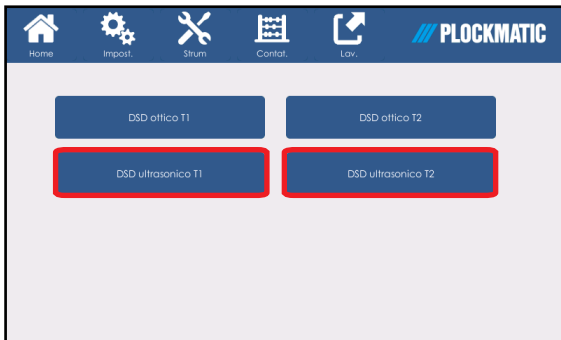 Home Impost. Strum Contat. Lav. PLOCKMATIC
DSD ottico T1 DSD ottico T2
DSD ultrasonico T1 DSD ultrasonico T2